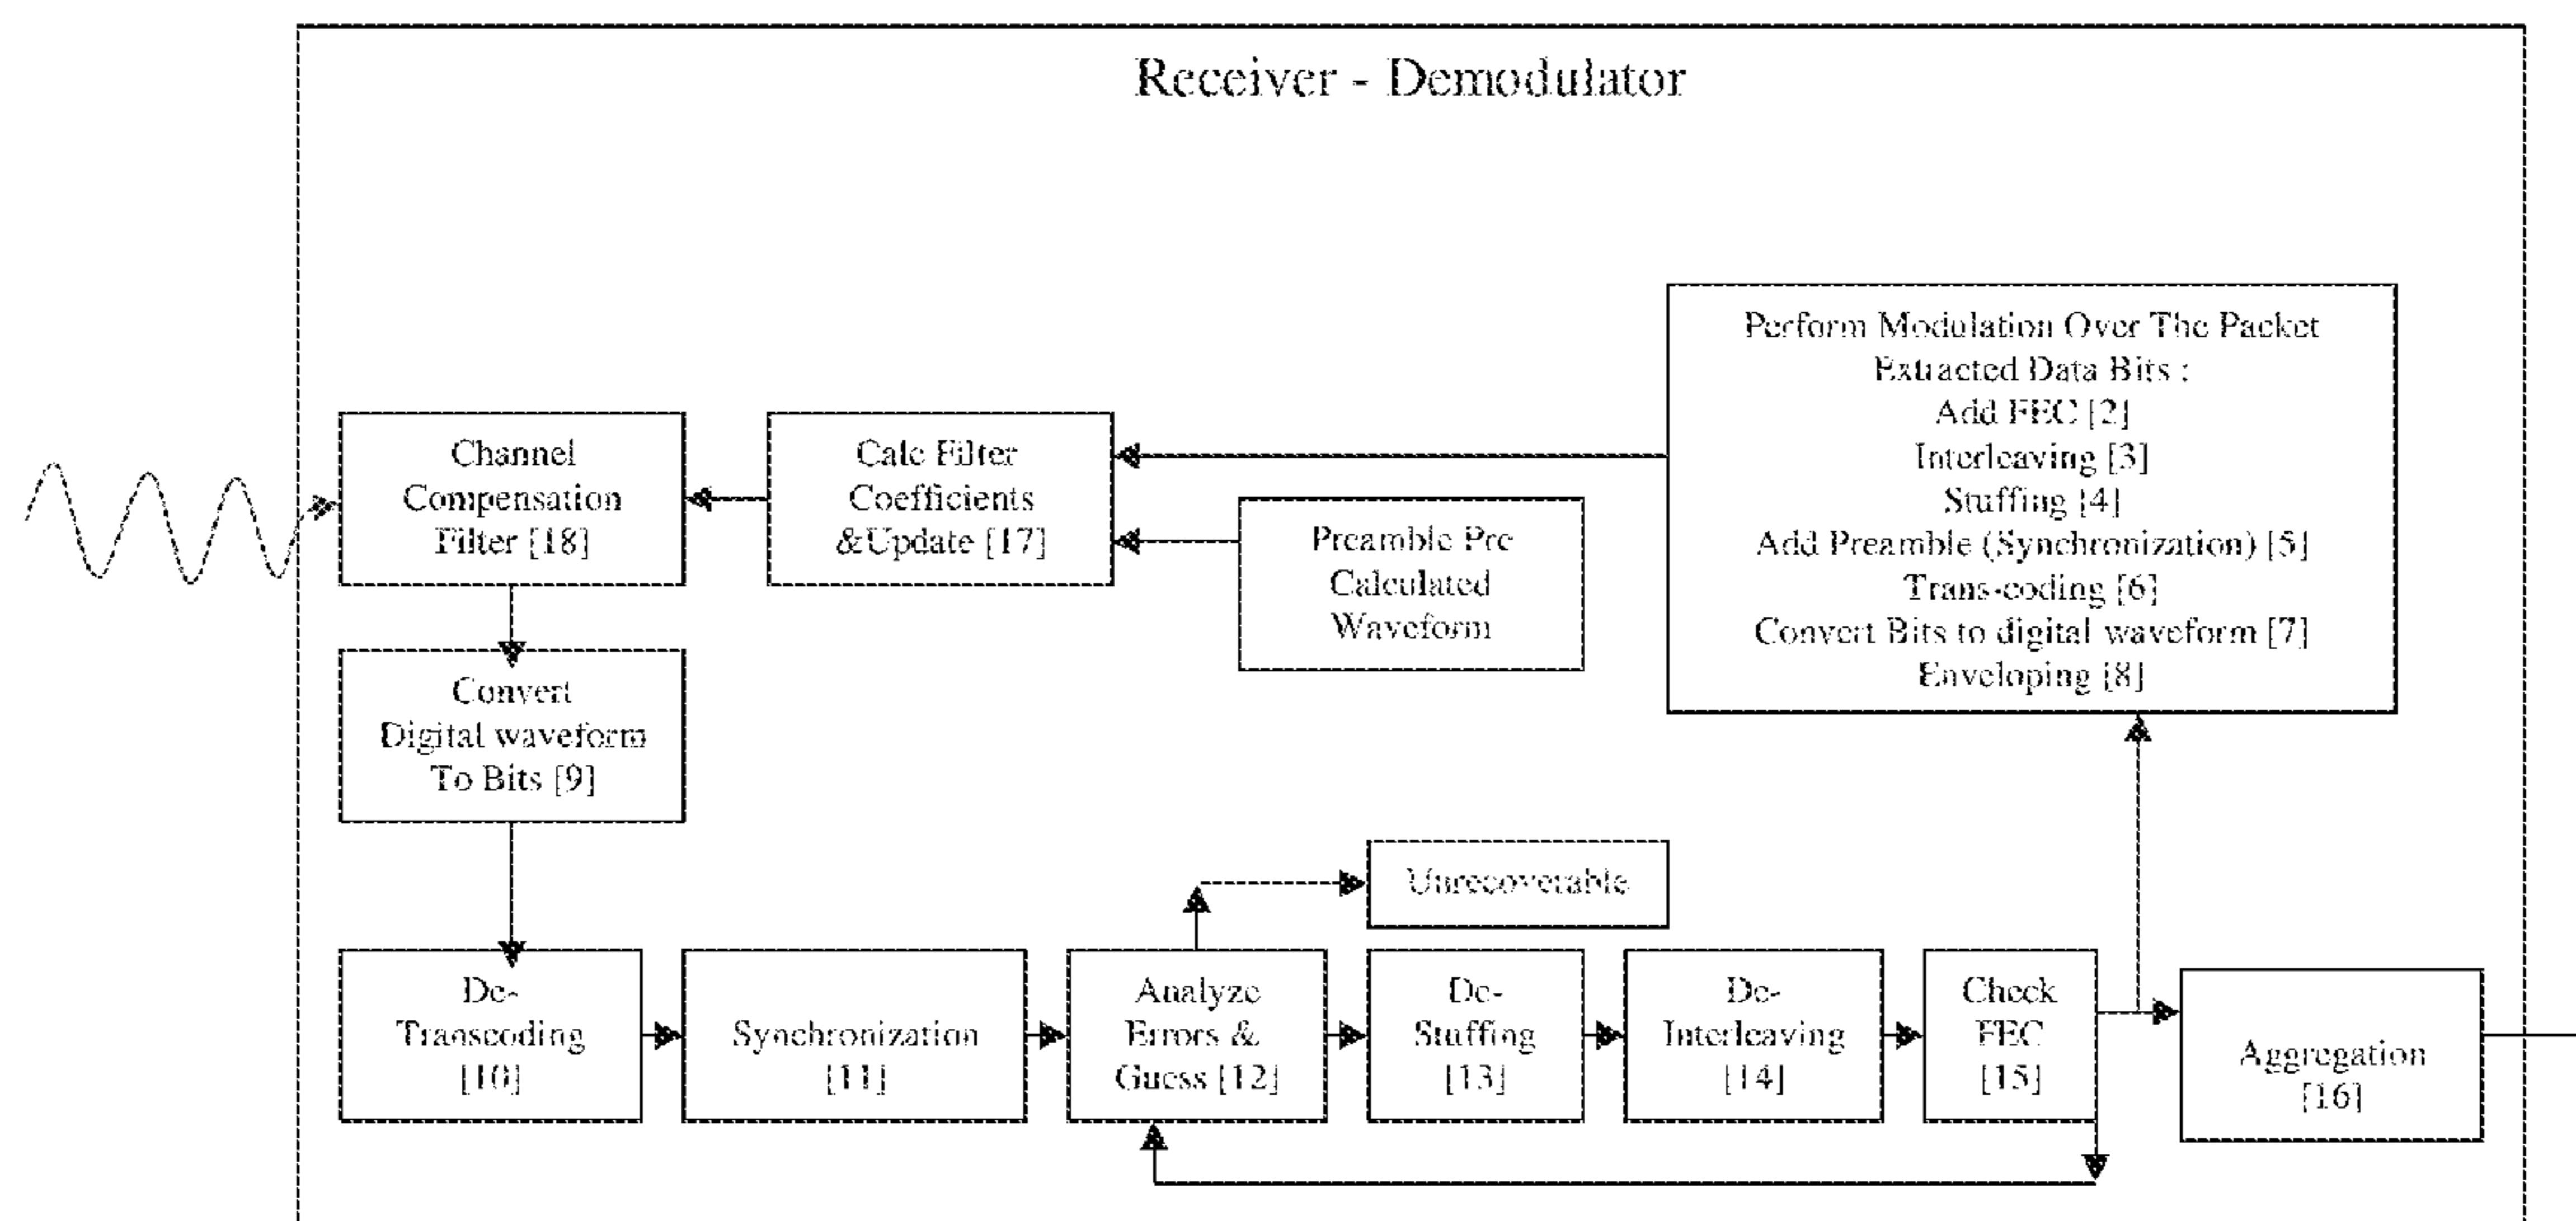 Receiver - Demodulator
Perform Modulation Over The Packet
Extracted Data Bits :
Add FEC [2]
Interleaving [3]
Stuffing [4]
Add Preamble (Synchronization) [5]
Trans-coding [6]
Convert Bits to digital waveform [7]
Enveloping [8]
Channel
Compensation
Filter [18]
Calc Filter
Coefficients
&Update [17]
Preamble Pre
Calculated
Waveform
Convert
Digital waveform
To Bits [9]
Unrecoverable
De-
Transcoding
[10]
Synchronization
[11]
Analyze
Errors &
Guess [12]
De-
Stuffing
[13]
De-
Interleaving
[14]
Check
FEC
[15]
Aggregation
[16]